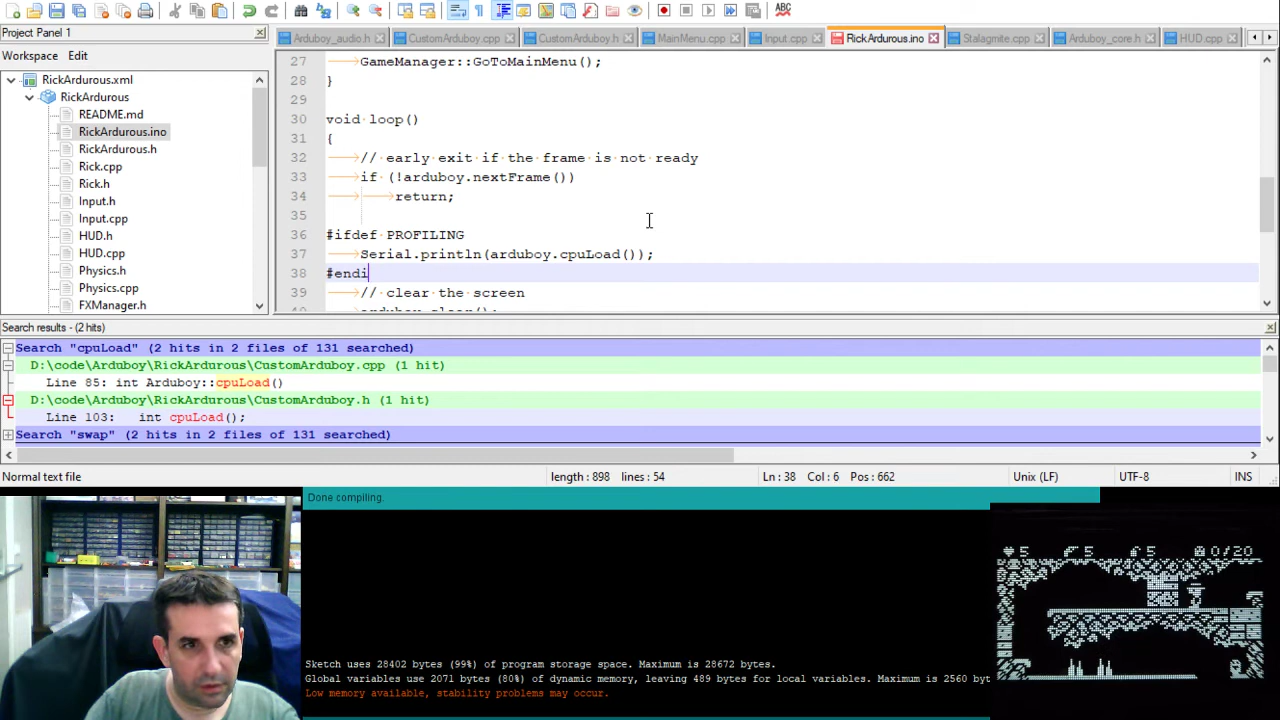 Project Panel 1
Workspace Edit
RickArdurous.xml
RickArdurous
README.md
RickArdurous.ino
RickArdurous.h
Rick.cpp
Rick.h
Input.h
Input.cpp
HUD.h
HUD.cpp
Physics.h
Physics.cpp
FXManager.h
Arduboy_audio.h CustomArduboy.cpp CustomArduboy.h MainMenu.cpp Input.cpp RickArdurous.ino Stalagmite.cpp Arduboy_core.h HUD.cpp
27 GameManager::GoToMainMenu();
28 }
29
30 void loop()
31 {
32 // early exit if the frame is not ready
33 if (!arduboy.nextFrame())
34 return;
35
36 #ifdef PROFILING
37 Serial.println(arduboy.cpuLoad());
38 #endi
39 // clear the screen
Search results - (2 hits)
Search "cpuLoad" (2 hits in 2 files of 131 searched)
D:\code\Arduboy\RickArdurous\CustomArduboy.cpp (1 hit)
Line 85: int Arduboy::cpuLoad()
D:\code\Arduboy\RickArdurous\CustomArduboy.h (1 hit)
Line 103: int cpuLoad();
Search "swap" (2 hits in 2 files of 131 searched)
Normal text file length : 898 lines : 54 Ln : 38 Col : 6 Pos : 662 Unix (LF) UTF-8 INS
Done compiling.
Sketch uses 28402 bytes (99%) of program storage space. Maximum is 28672 bytes.
Global variables use 2071 bytes (80%) of dynamic memory, leaving 489 bytes for local variables. Maximum is 2560 byt
Low memory available, stability problems may occur.
5 5 5 0/20